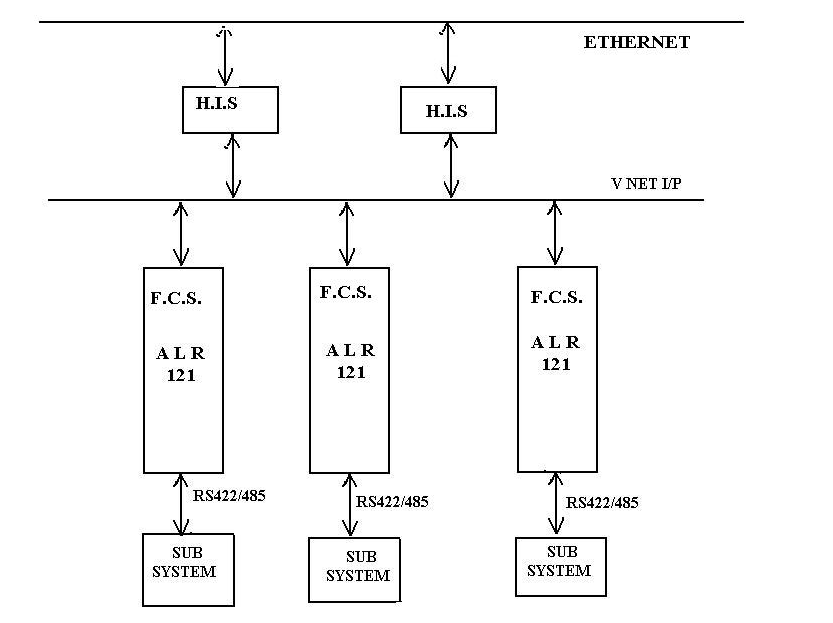 ETHERNET
H.I.S
H.I.S
V NET I/P
F.C.S.
A L R
121
F.C.S.
A L R
121
F.C.S.
A L R
121
RS422/485
RS422/485
RS422/485
SUB
SYSTEM
SUB
SYSTEM
SUB
SYSTEM